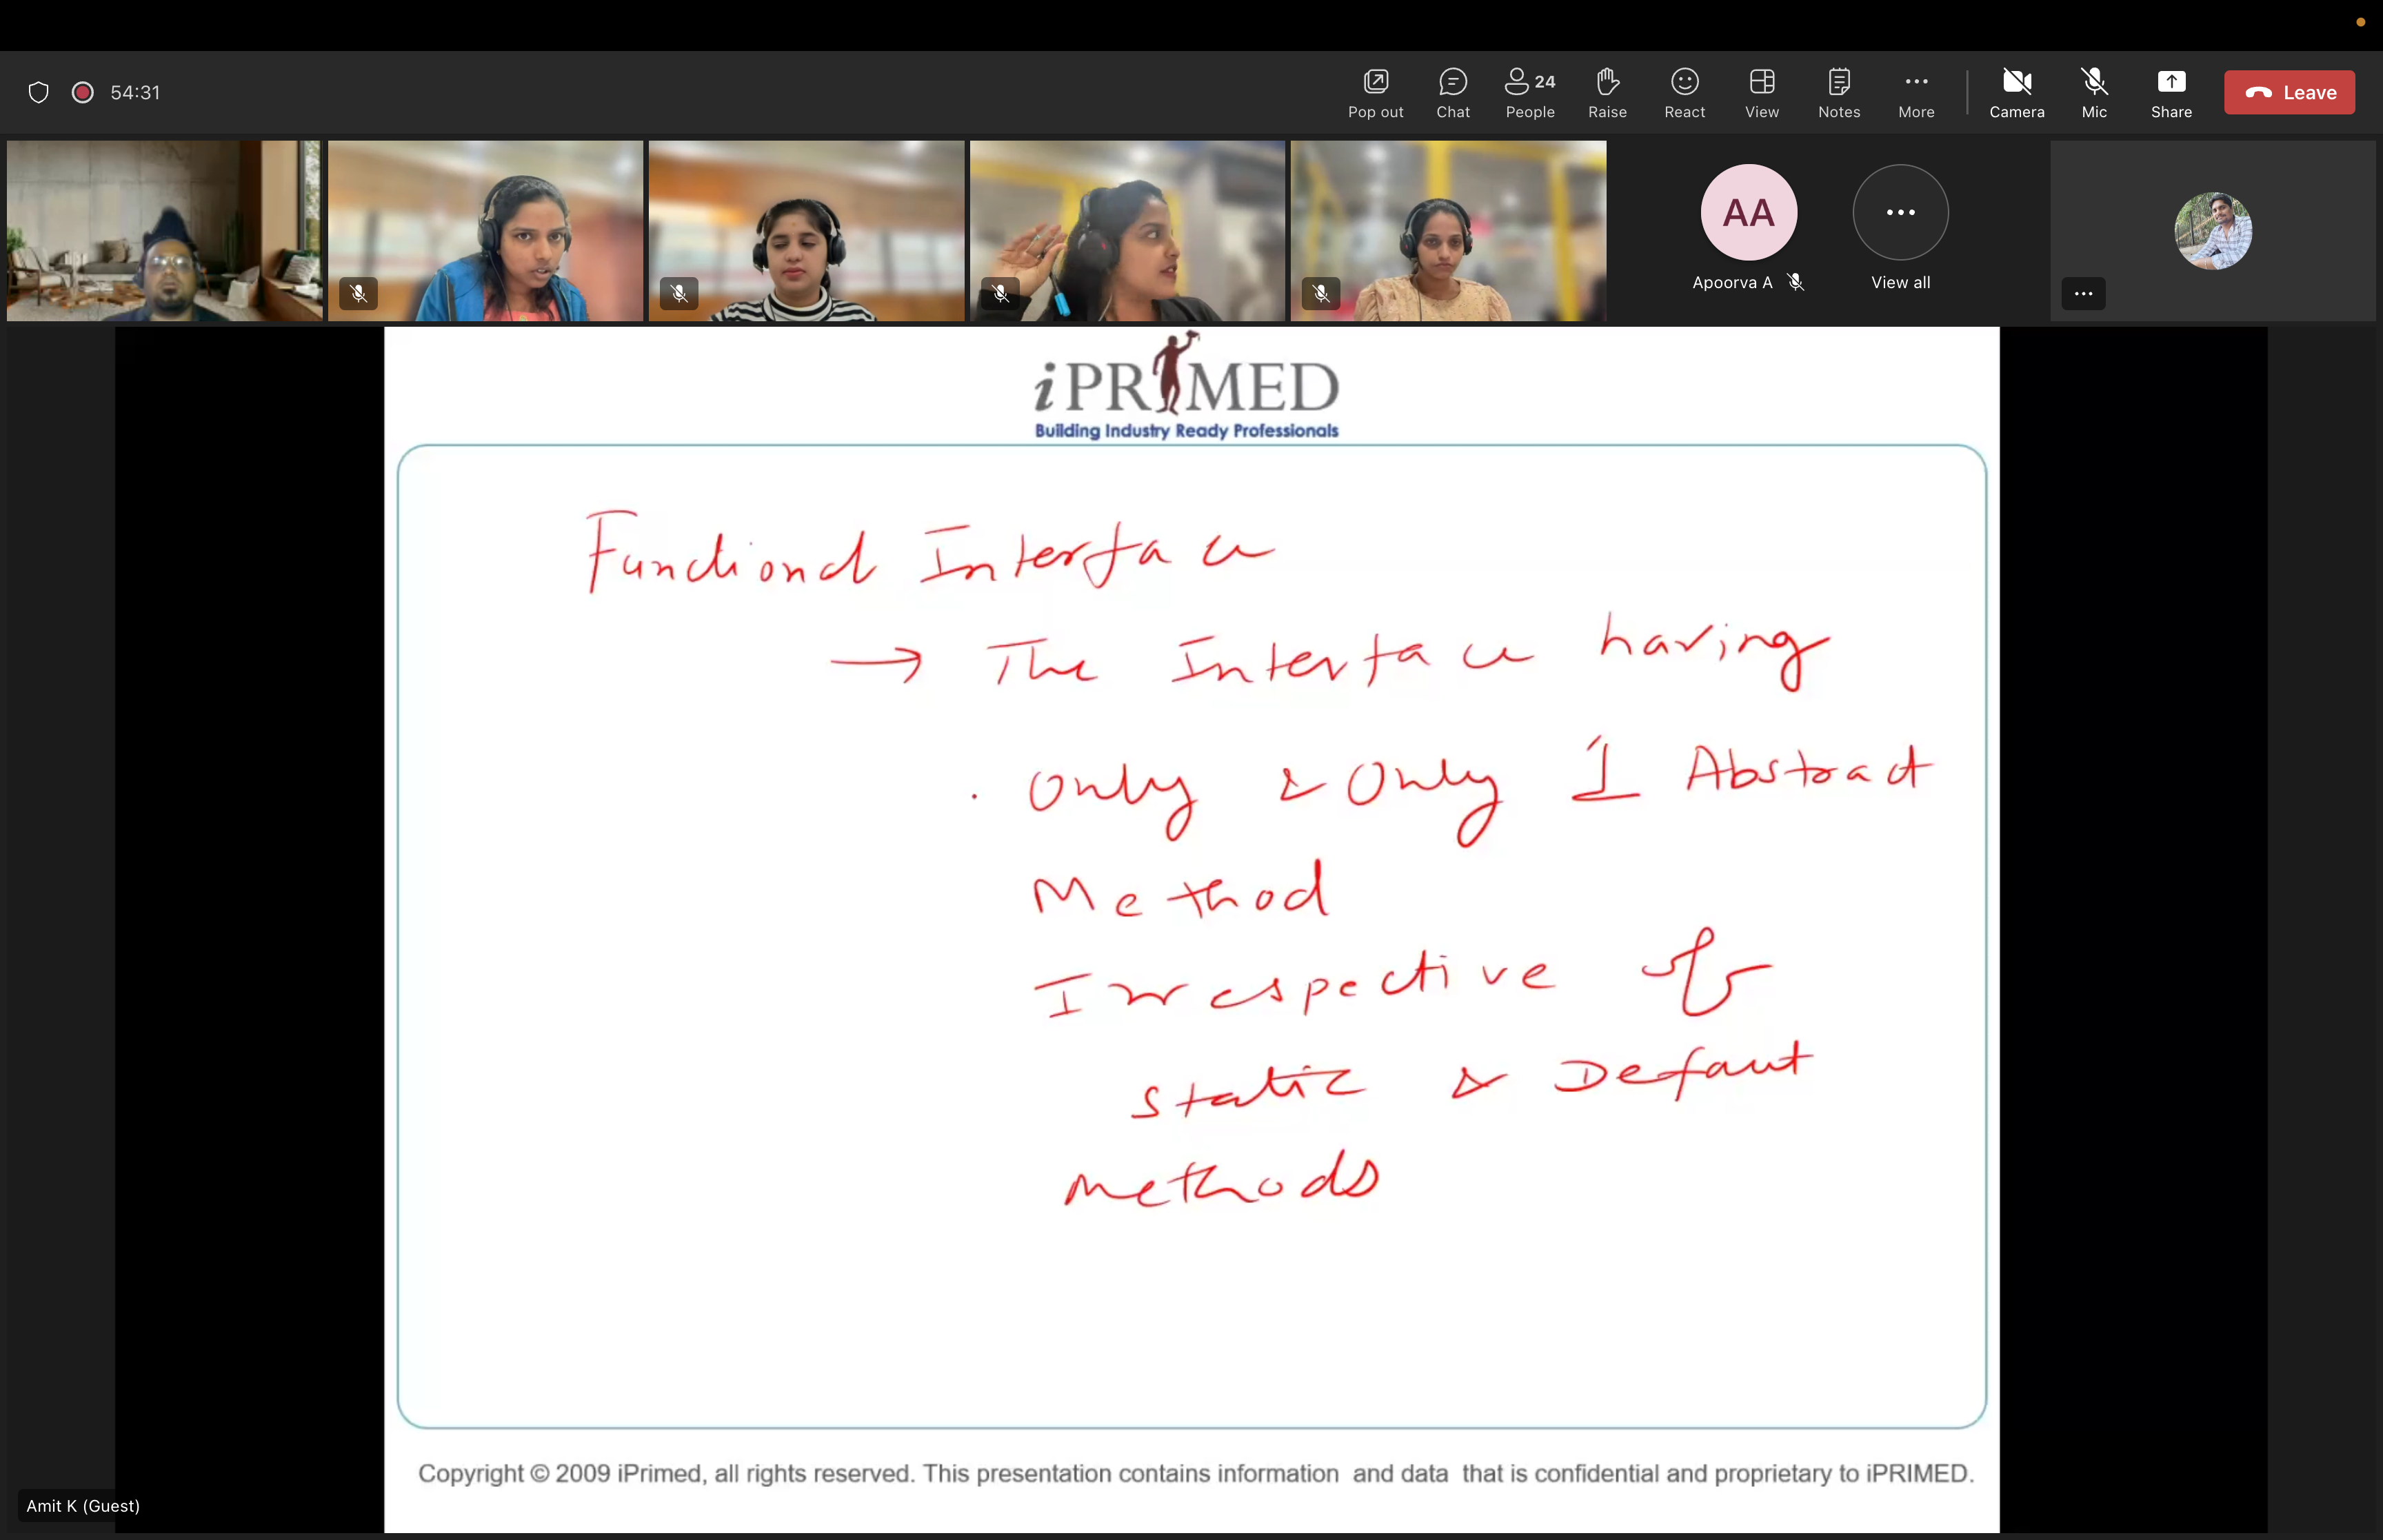 54:31
Pop out Chat 24 People Raise React View Notes More Camera Mic Share Leave
AA
Apoorva A
View all
iPRIMED
Building Industry Ready Professionals
Functional Interface
→ The Interface having
. Only & Only 1 Abstract
Method
Irrespective of
static & Default
methods
Copyright © 2009 iPrimed, all rights reserved. This presentation contains information and data that is confidential and proprietary to iPRIMED.
Amit K (Guest)